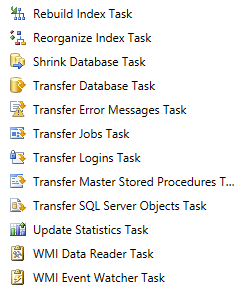 Rebuild Index Task
Reorganize Index Task
Shrink Database Task
Transfer Database Task
Transfer Error Messages Task
Transfer Jobs Task
Transfer Logins Task
Transfer Master Stored Procedures T...
Transfer SQL Server Objects Task
Update Statistics Task
WMI Data Reader Task
WMI Event Watcher Task